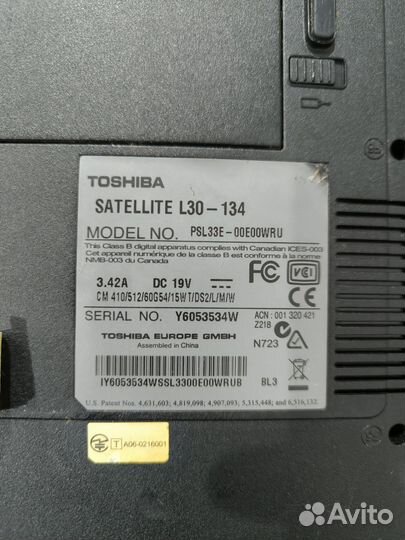 TOSHIBA
SATELLITE L30-134
MODEL NO. PSL33E-00E00WRU
This Class B digital apparatus complies with Canadian ICES-003
Cet appareil numérique de la classe B est conforme à la norme
NMB-003 du Canada
3.42A DC 19V
FC VCI
CM 410/512/60G54/15WT/DS2/L/M/W
CE
SERIAL NO. Y6053534W
ACN : 001 320 421
Z218
N723
TOSHIBA EUROPE GMBH
Assembled in China
IY6053534WSSL3300E00WRUB BL3
U.S. Patent Nos. 4,631,603; 4,819,098; 4,907,093; 5,315,448; and 6,516,132.
T A06-0216001
Avito